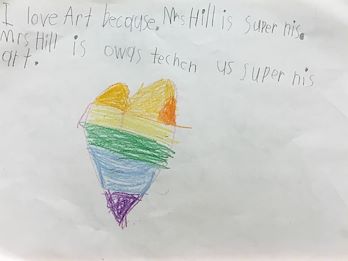 I love Art because. Mrs Hill is super nis.
Mrs Hill is owas techen us super nis
art.